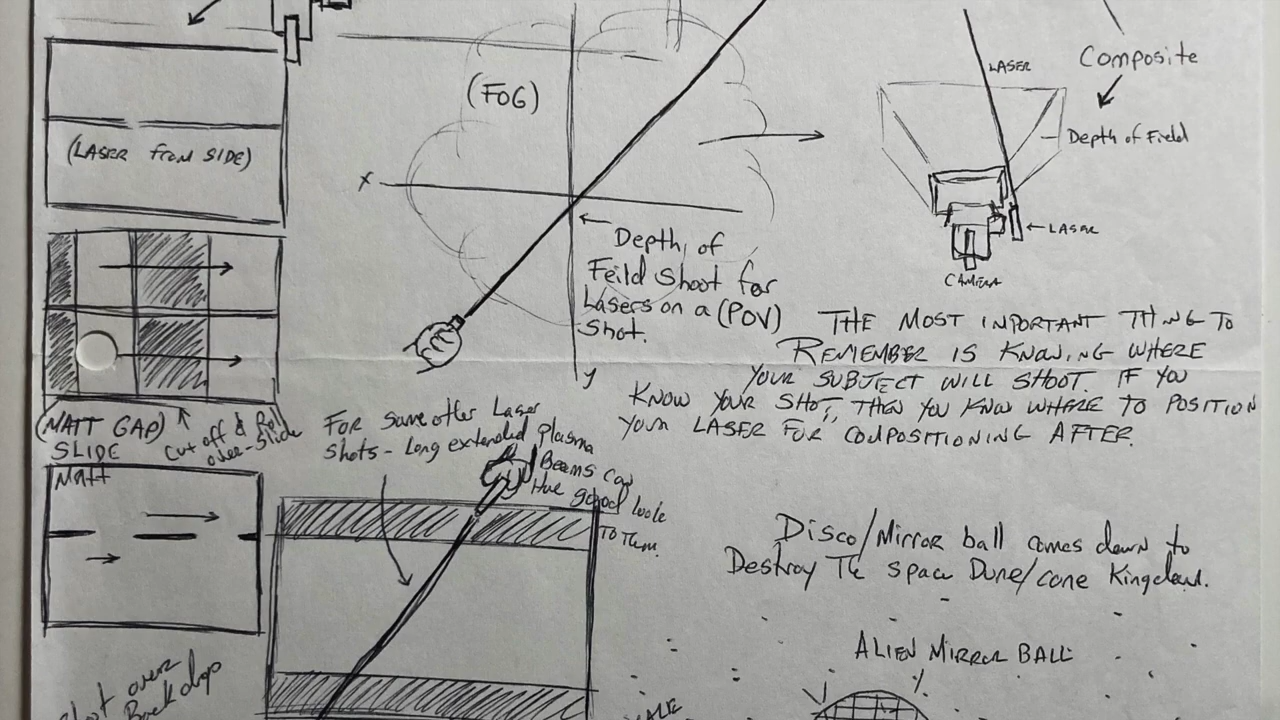 (LASER from SIDE)
(FOG)
X
Depth of
Feild Shoot for
Lasers on a (POV)
Shot.
y
LASER
Composite
Depth of Field
LASER
CAMERA
THE MOST INPORTANT THING TO
REMEMBER IS KNOWING WHERE
YOUR SUBJECT WILL SHOOT. IF YOU
KNOW YOUR SHOT, THEN YOU KNOW WHERE TO POSITION
YOUR LASER FOR COMPOSITIONING AFTER.
(MATT GAP)
SLIDE
Matt
Cut off & Roll
over-Slide
FOR Some other Laser
Shots - long extended plasma
Beams can
Have good look
TO Them.
Disco/Mirror ball comes down to
Destroy The Space Dune/cone Kingdom.
ALIEN MIRROR BALL
over
Backdrop